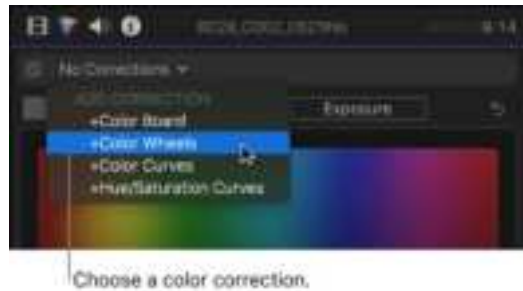 No Corrections
ADD CORRECTION
+Color Board
Exposure
+Color Wheels
+Color Curves
+Hue/Saturation Curves
Choose a color correction.